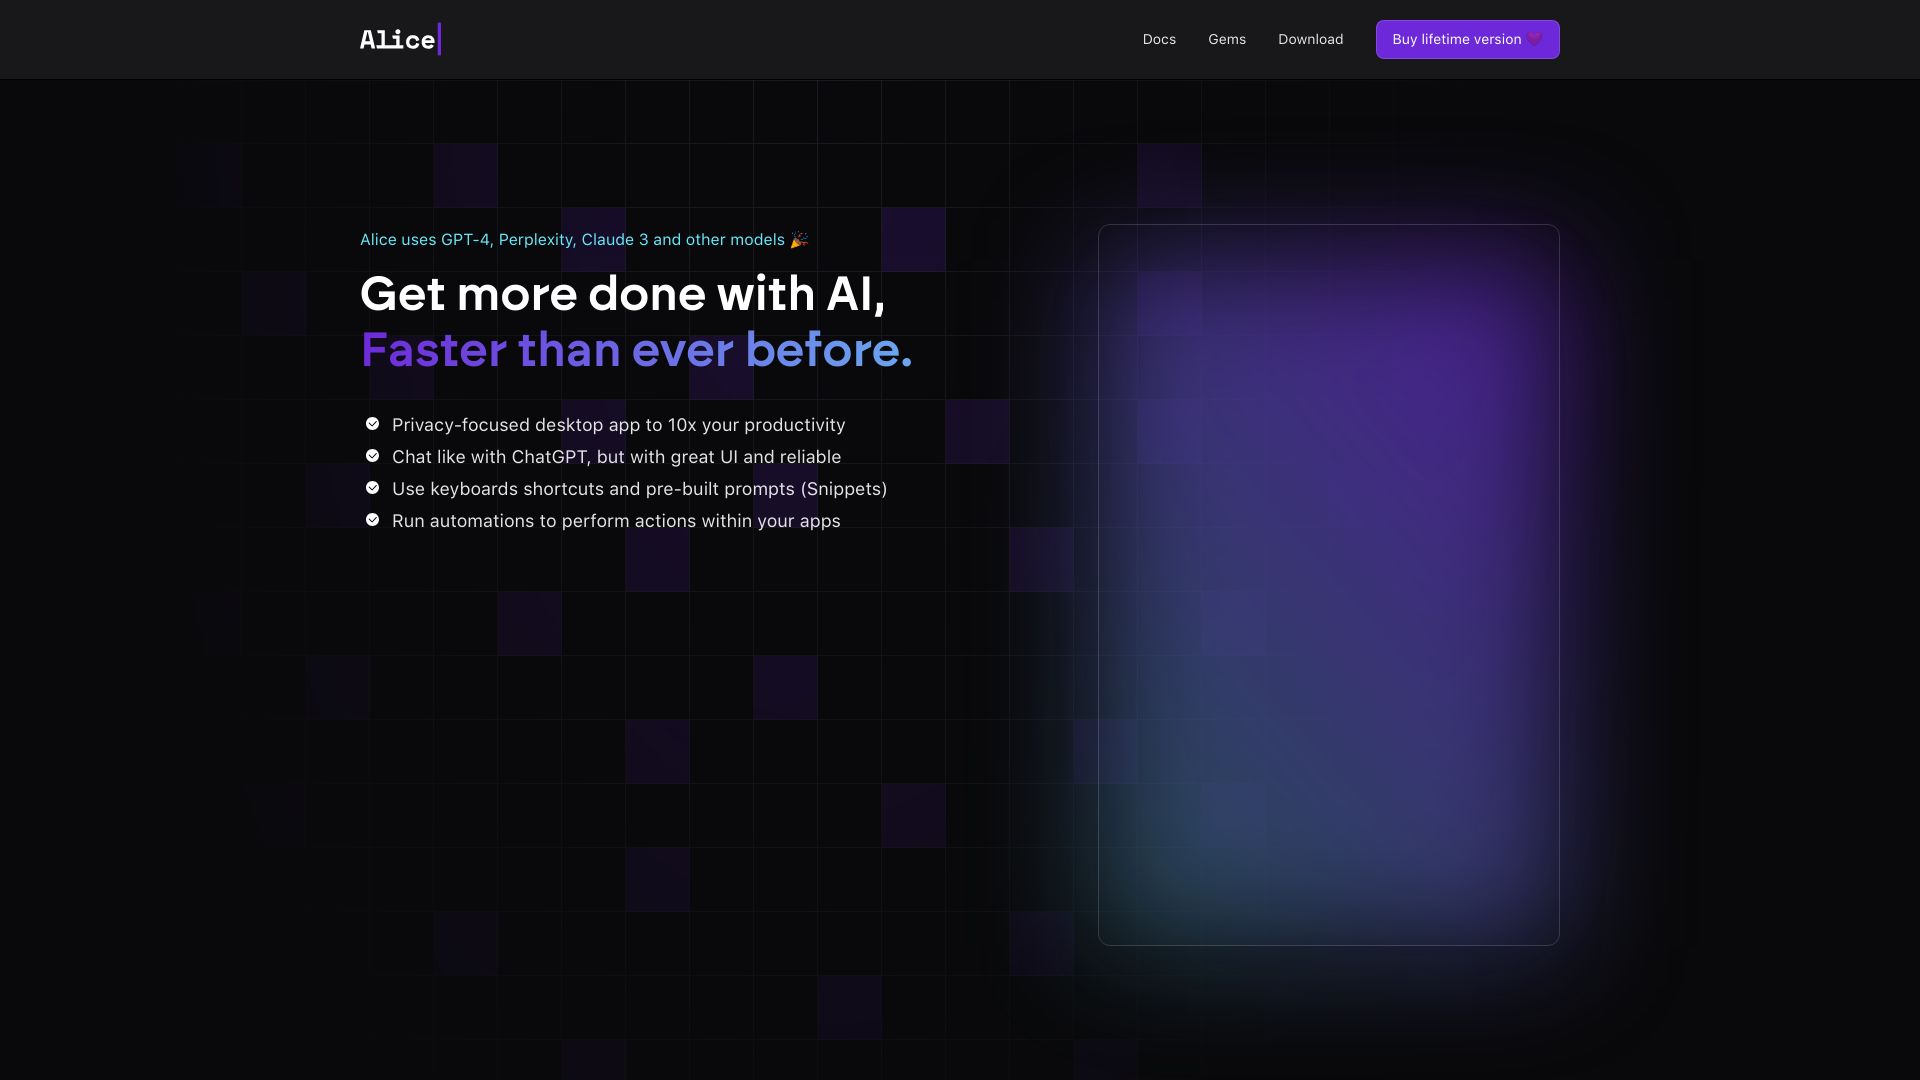 Alice
Docs
Gems
Download
Buy lifetime version 💜
Alice uses GPT-4, Perplexity, Claude 3 and other models 🎉
Get more done with AI,
Faster than ever before.
Privacy-focused desktop app to 10x your productivity
Chat like with ChatGPT, but with great UI and reliable
Use keyboards shortcuts and pre-built prompts (Snippets)
Run automations to perform actions within your apps